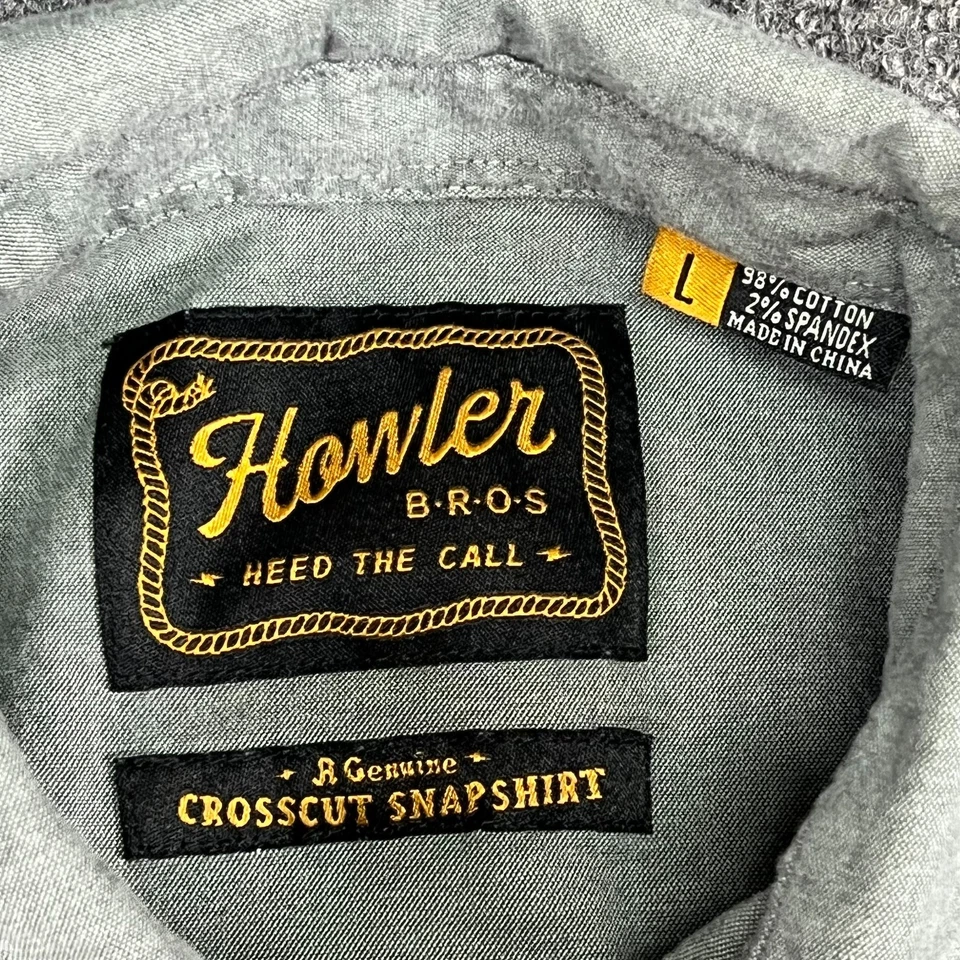 L
98% COTTON
2% SPANDEX
MADE IN CHINA
Howler
B·R·O·S
HEED THE CALL
A Genuine
CROSSCUT SNAPSHIRT